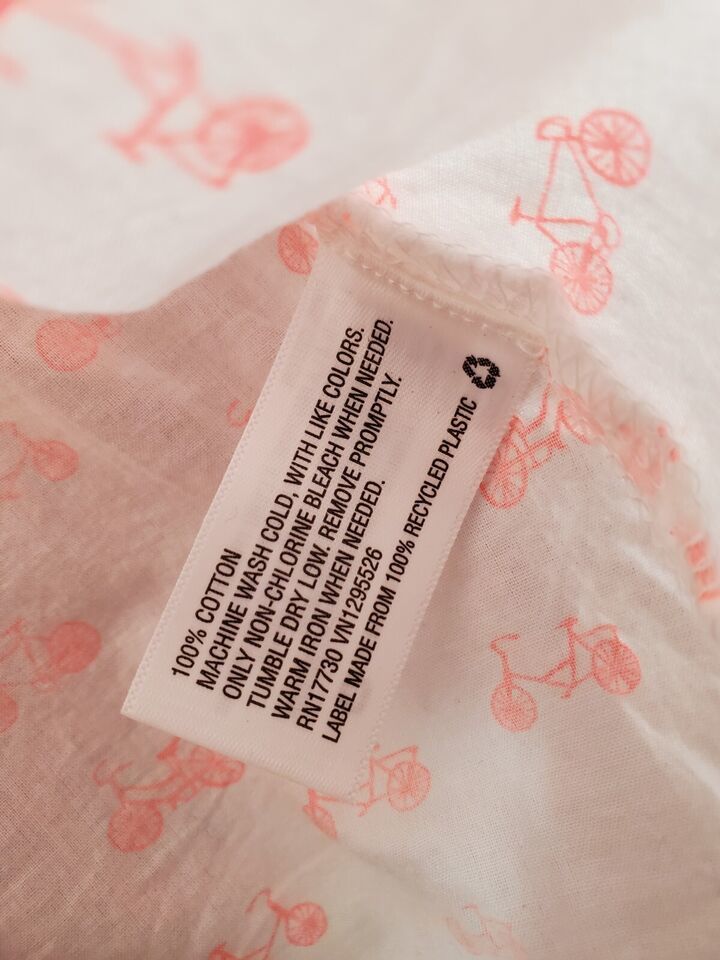 100% COTTON
MACHINE WASH COLD, WITH LIKE COLORS.
ONLY NON-CHLORINE BLEACH WHEN NEEDED.
TUMBLE DRY LOW. REMOVE PROMPTLY.
WARM IRON WHEN NEEDED.
RN17730 VN1295526
LABEL MADE FROM 100% RECYCLED PLASTIC